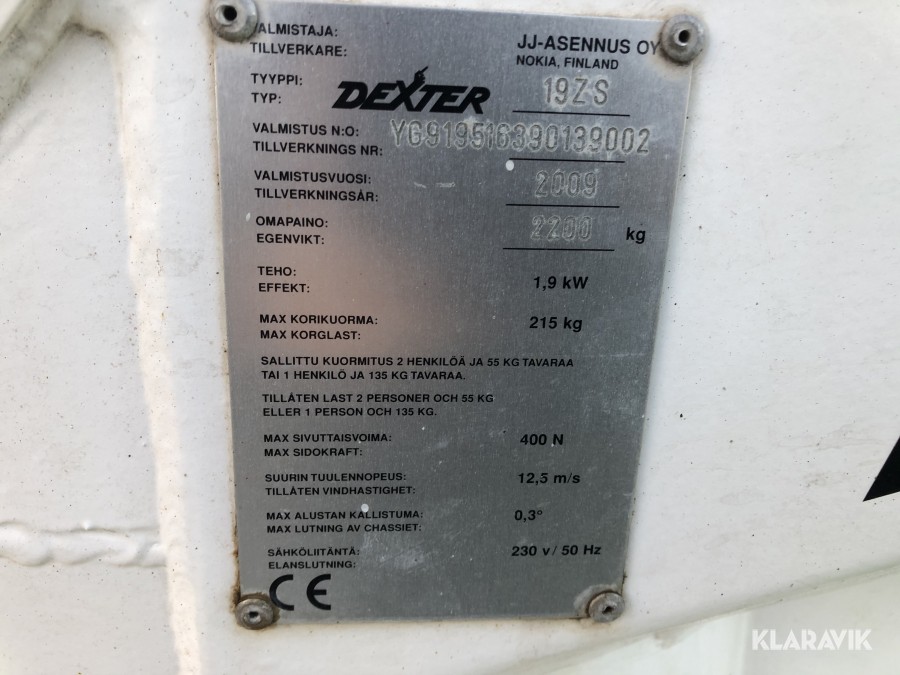 VALMISTAJA: JJ-ASENNUS OY
TILLVERKARE: NOKIA, FINLAND
TYYPPI: DEXTER 19ZS
TYP:
VALMISTUS N:O: YG919516390139002
TILLVERKNINGS NR:
VALMISTUSVUOSI: 2009
TILLVERKNINGSÅR:
OMAPAINO: 2200 kg
EGENVIKT:
TEHO: 1,9 kW
EFFEKT:
MAX KORIKUORMA: 215 kg
MAX KORGLAST:
SALLITTU KUORMITUS 2 HENKILÖÄ JA 55 KG TAVARAA
TAI 1 HENKILÖ JA 135 KG TAVARAA.
TILLÅTEN LAST 2 PERSONER OCH 55 KG
ELLER 1 PERSON OCH 135 KG.
MAX SIVUTTAISVOIMA: 400 N
MAX SIDOKRAFT:
SUURIN TUULENNOPEUS: 12,5 m/s
TILLÄTEN VINDHASTIGHET:
MAX ALUSTAN KALLISTUMA: 0,3°
MAX LUTNING AV CHASSIET:
SÄHKÖLIITÄNTÄ: 230 v / 50 Hz
ELANSLUTNING:
CE
KLARAVIK